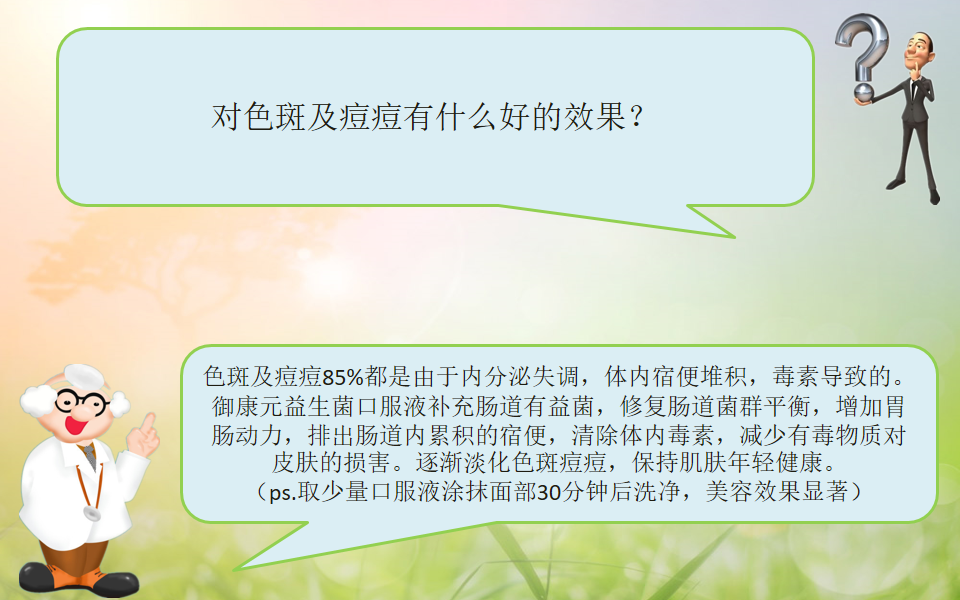 对色斑及痘痘有什么好的效果？
色斑及痘痘85%都是由于内分泌失调，体内宿便堆积，毒素导致的。
御康元益生菌口服液补充肠道有益菌，修复肠道菌群平衡，增加胃
肠动力，排出肠道内累积的宿便，清除体内毒素，减少有毒物质对
皮肤的损害。逐渐淡化色斑痘痘，保持肌肤年轻健康。
（ps.取少量口服液涂抹面部30分钟后洗净，美容效果显著）